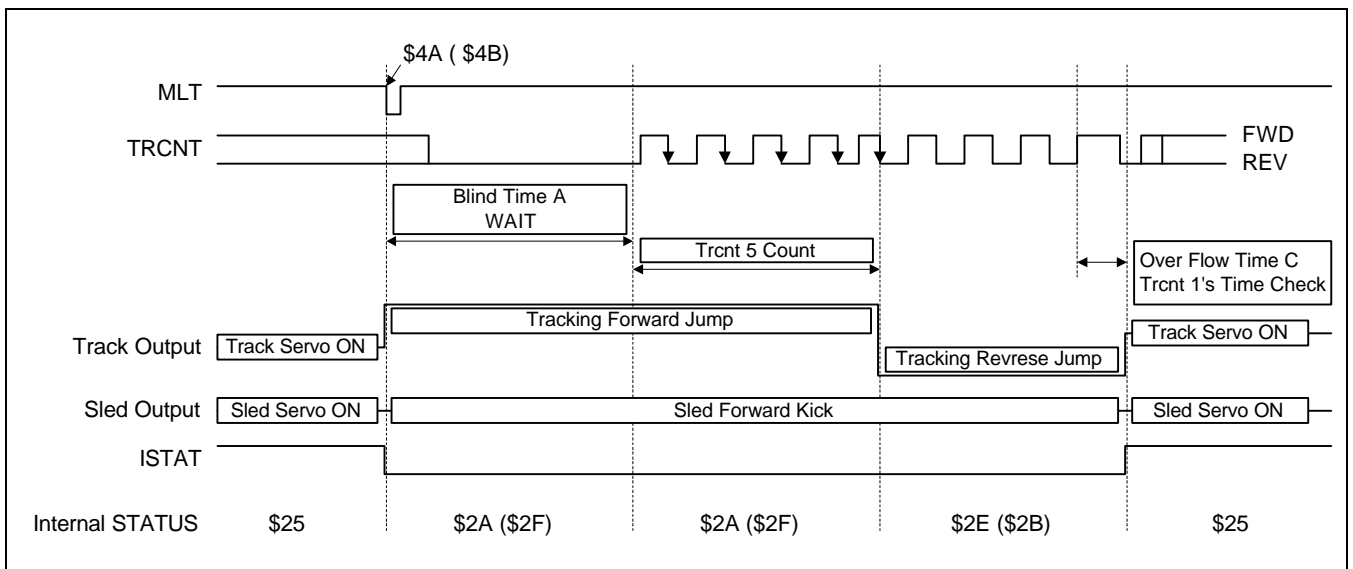 $4A ( $4B)
MLT
TRCNT
FWD
REV
Blind Time A
WAIT
Trcnt 5 Count
Over Flow Time C
Trcnt 1's Time Check
Tracking Forward Jump
Track Output
Track Servo ON
Tracking Revrese Jump
Track Servo ON
Sled Output
Sled Servo ON
Sled Forward Kick
Sled Servo ON
ISTAT
Internal STATUS $25 $2A ($2F) $2A ($2F) $2E ($2B) $25